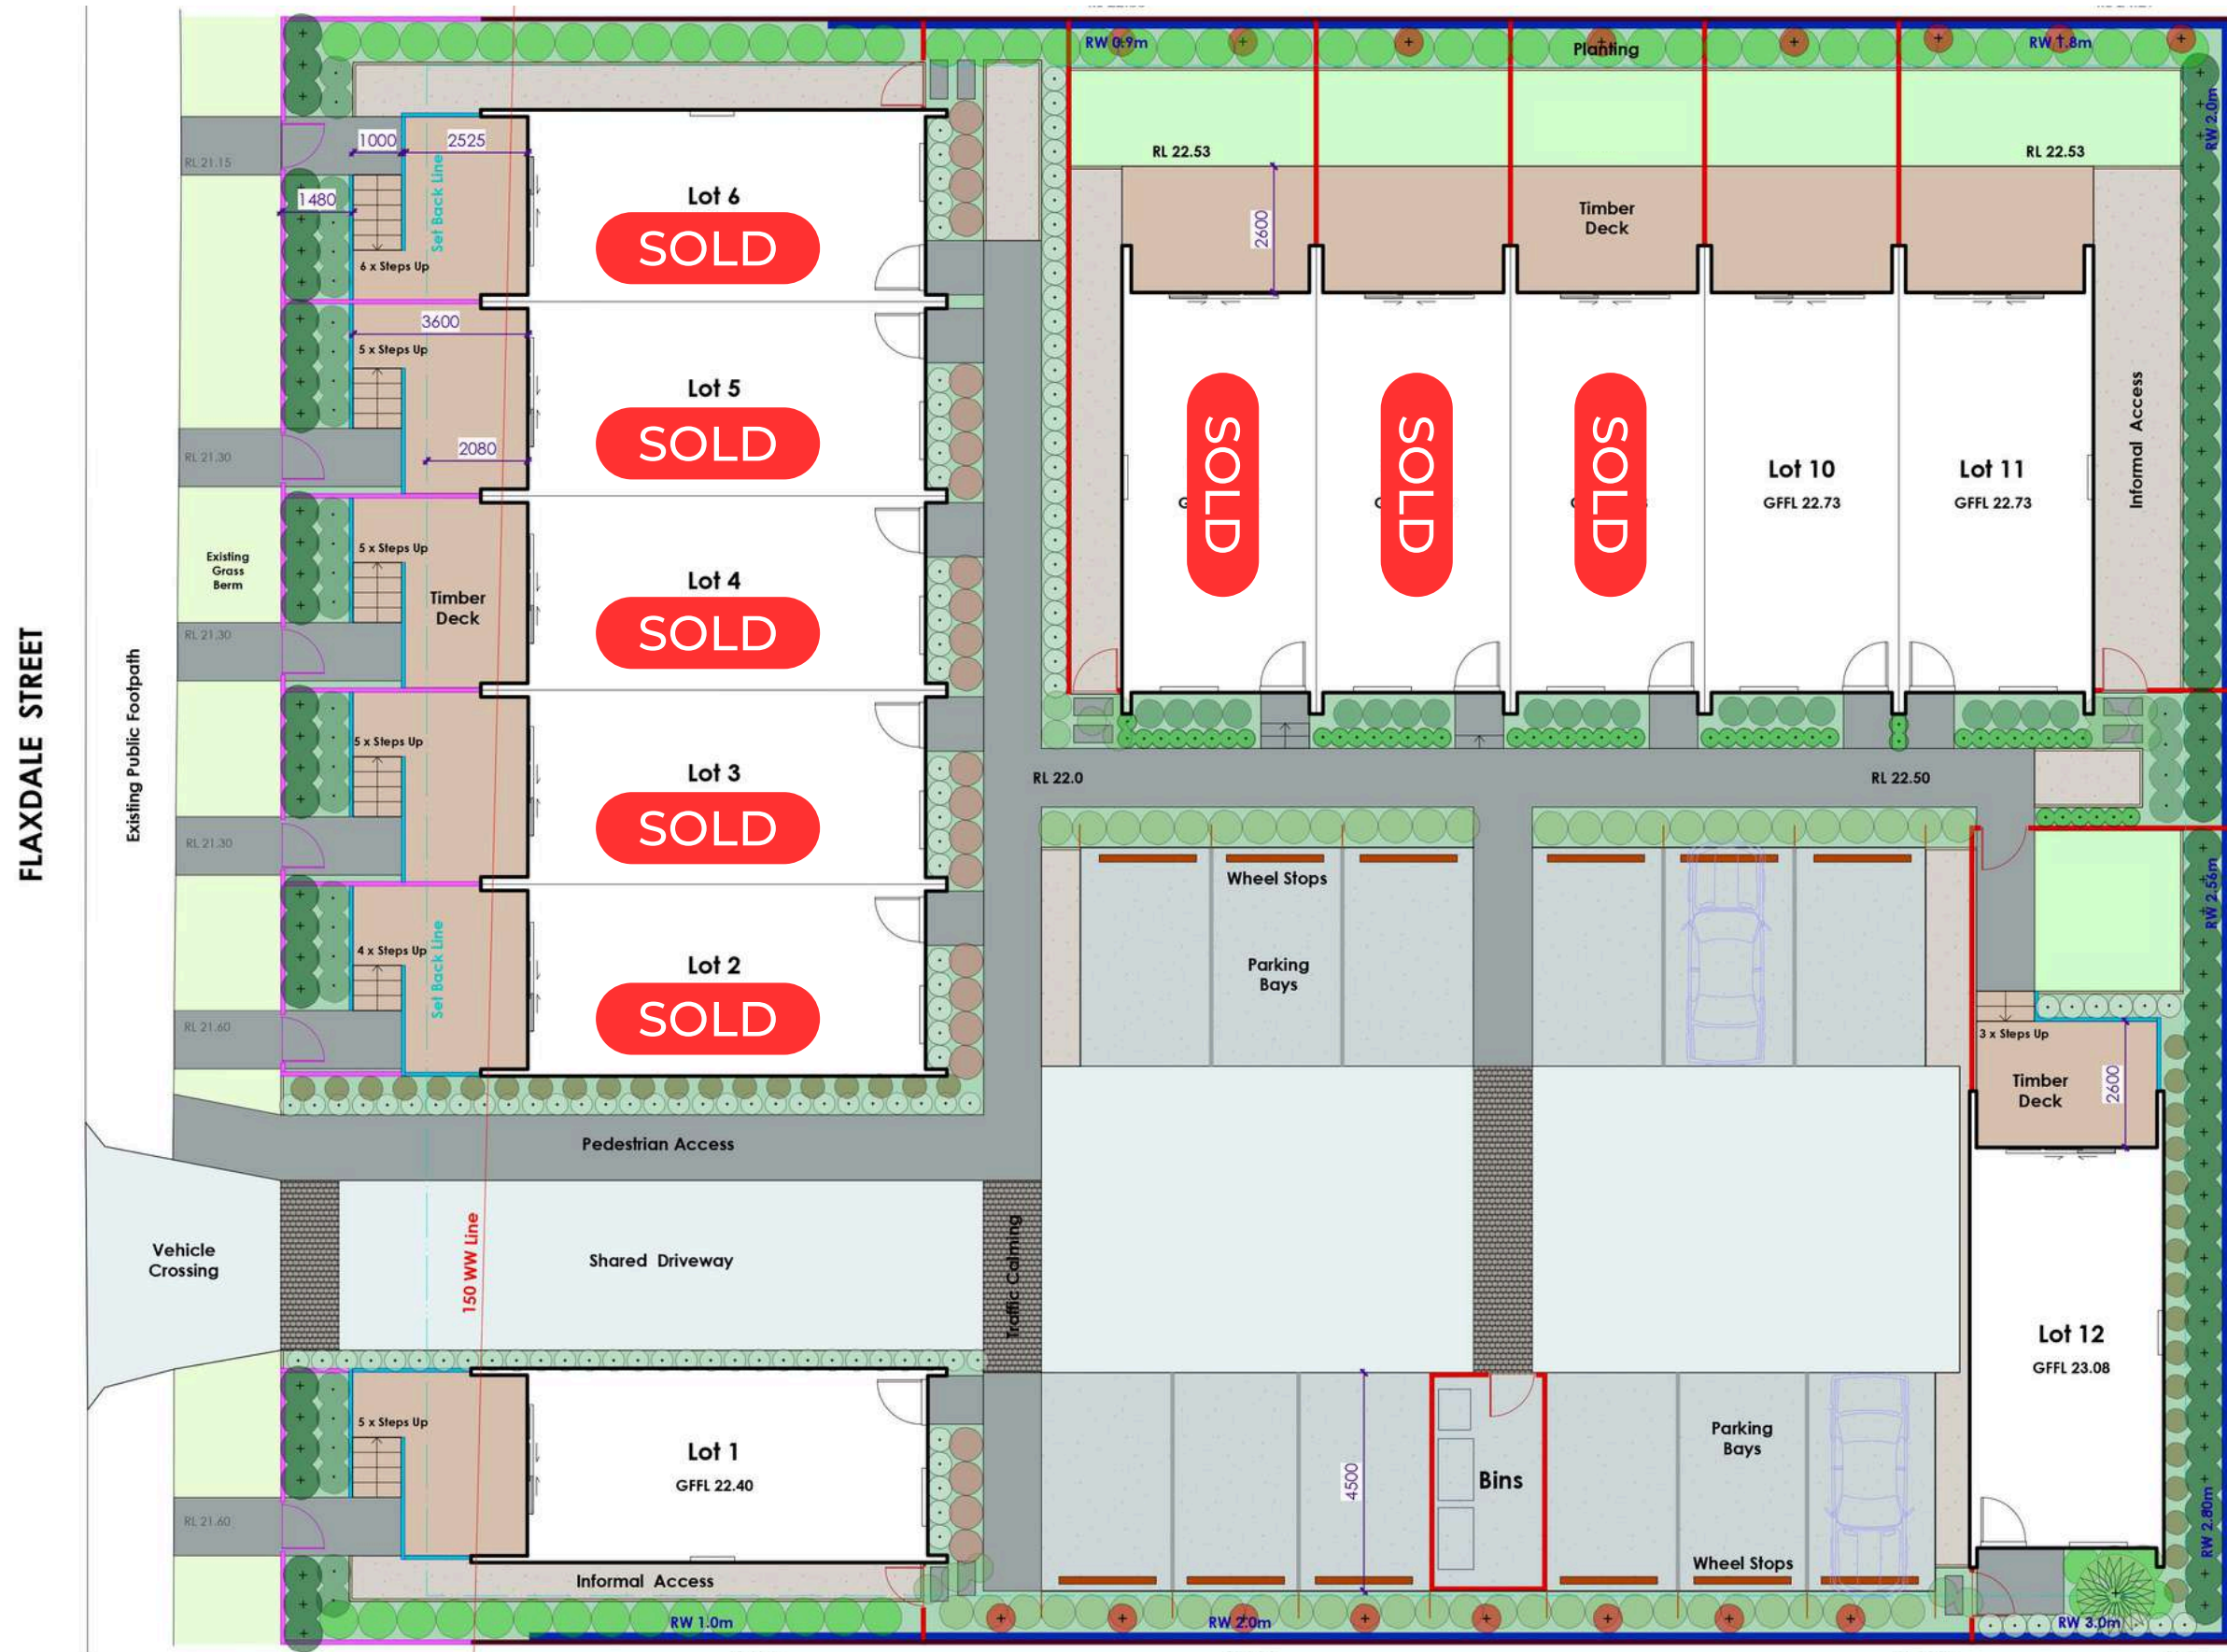 RW 0.9m
Planting
RW 1.8m
RW 2.0m
RL 21.15
1000
2525
Set Back Line
1480
6 x Steps Up
Lot 6
SOLD
RL 22.53
RL 22.53
2600
Timber
Deck
3600
5 x Steps Up
2080
RL 21.30
Lot 5
SOLD
SOLD
SOLD
SOLD
Lot 10
GFFL 22.73
Lot 11
GFFL 22.73
Informal Access
Existing
Grass
Berm
5 x Steps Up
Timber
Deck
RL 21.30
Lot 4
SOLD
FLAXDALE STREET
Existing Public Footpath
5 x Steps Up
RL 21.30
Lot 3
SOLD
RL 22.0
RL 22.50
Wheel Stops
Parking
Bays
RW 2.56m
4 x Steps Up
Set Back Line
RL 21.60
Lot 2
SOLD
3 x Steps Up
Timber
Deck
2600
Pedestrian Access
Vehicle
Crossing
150 WW Line
Shared Driveway
Traffic Calming
Lot 12
GFFL 23.08
5 x Steps Up
RL 21.60
Lot 1
GFFL 22.40
4500
Bins
Parking
Bays
Wheel Stops
RW 2.80m
Informal Access
RW 1.0m
RW 2.0m
RW 3.0m